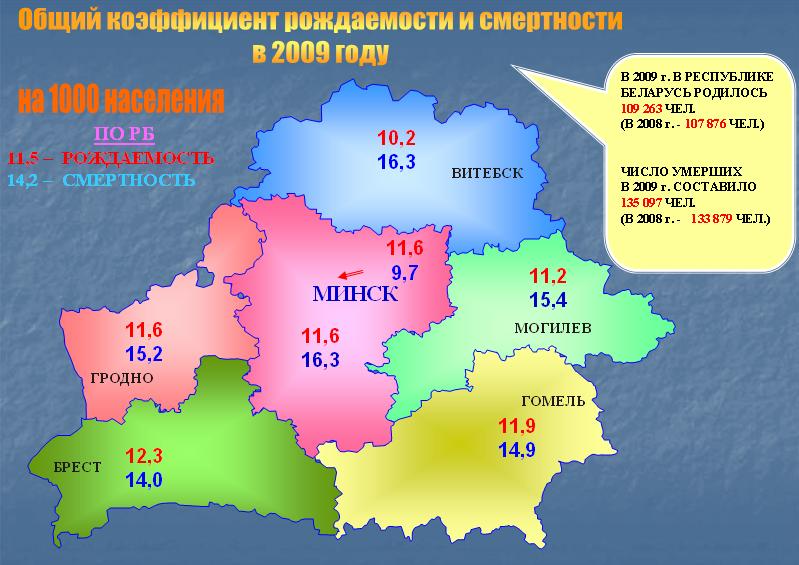 Общий коэффициент рождаемости и смертности
в 2009 году
на 1000 населения
ПО РБ
11,5 – РОЖДАЕМОСТЬ
14,2 – СМЕРТНОСТЬ
В 2009 г. В РЕСПУБЛИКЕ
БЕЛАРУСЬ РОДИЛОСЬ
109 263 ЧЕЛ.
(В 2008 г. - 107 876 ЧЕЛ.)
ЧИСЛО УМЕРШИХ
В 2009 г. СОСТАВИЛО
135 097 ЧЕЛ.
(В 2008 г. - 133 879 ЧЕЛ.)
10,2
16,3
ВИТЕБСК
11,6
9,7
МИНСК
11,6
16,3
11,2
15,4
МОГИЛЕВ
11,6
15,2
ГРОДНО
ГОМЕЛЬ
11,9
14,9
БРЕСТ
12,3
14,0